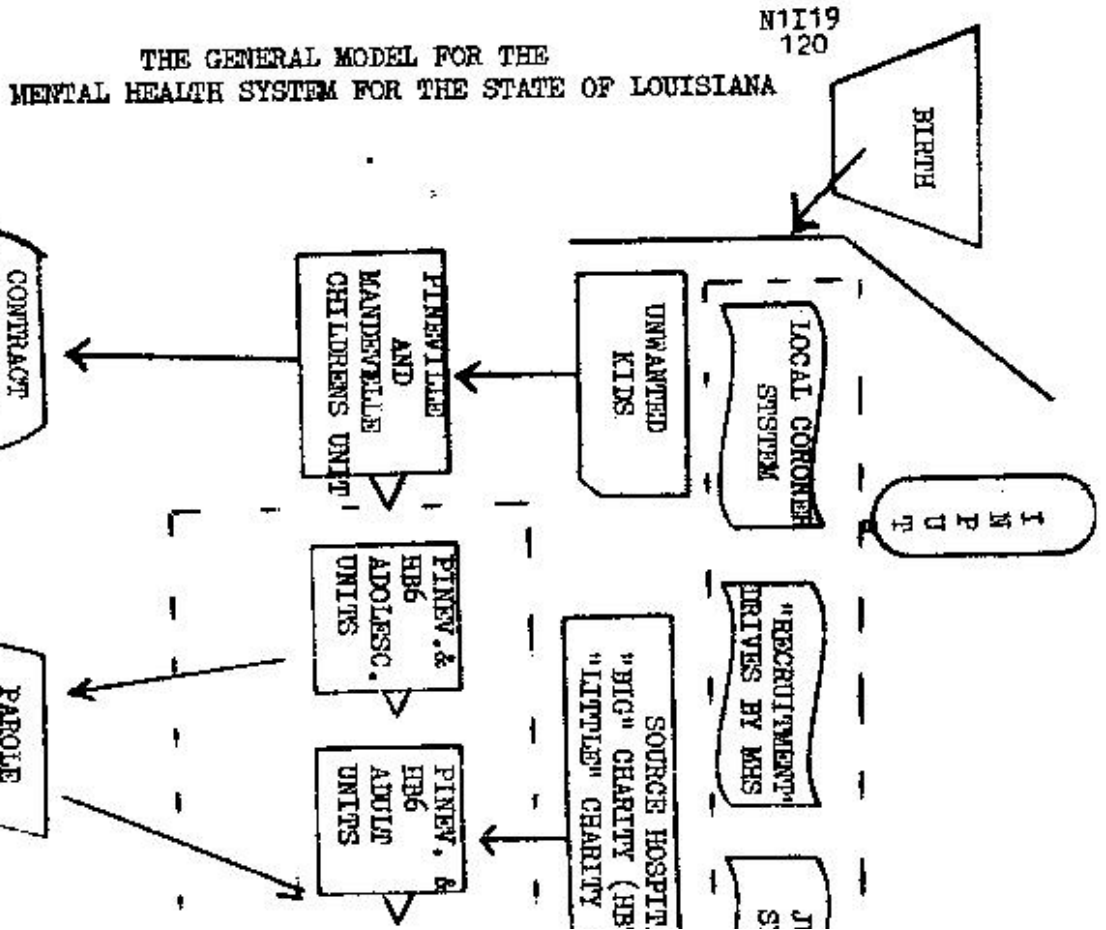 N1I19
120
THE GENERAL MODEL FOR THE
MENTAL HEALTH SYSTEM FOR THE STATE OF LOUISIANA
BIRTH
INPUT
LOCAL CORONER
SYSTEM
"RECRUITMENT"
DRIVES BY MHS
UNWANTED
KIDS
SOURCE HOSPIT
"BIG" CHARITY (HB
"LITTLE" CHARITY
PINEVILLE
AND
MANDEVILLE
CHILDRENS UNIT
PINEV. &
HB6
ADOLESC.
UNITS
PINEV. &
HB6
ADULT
UNITS
CONTRACT
PAROLE